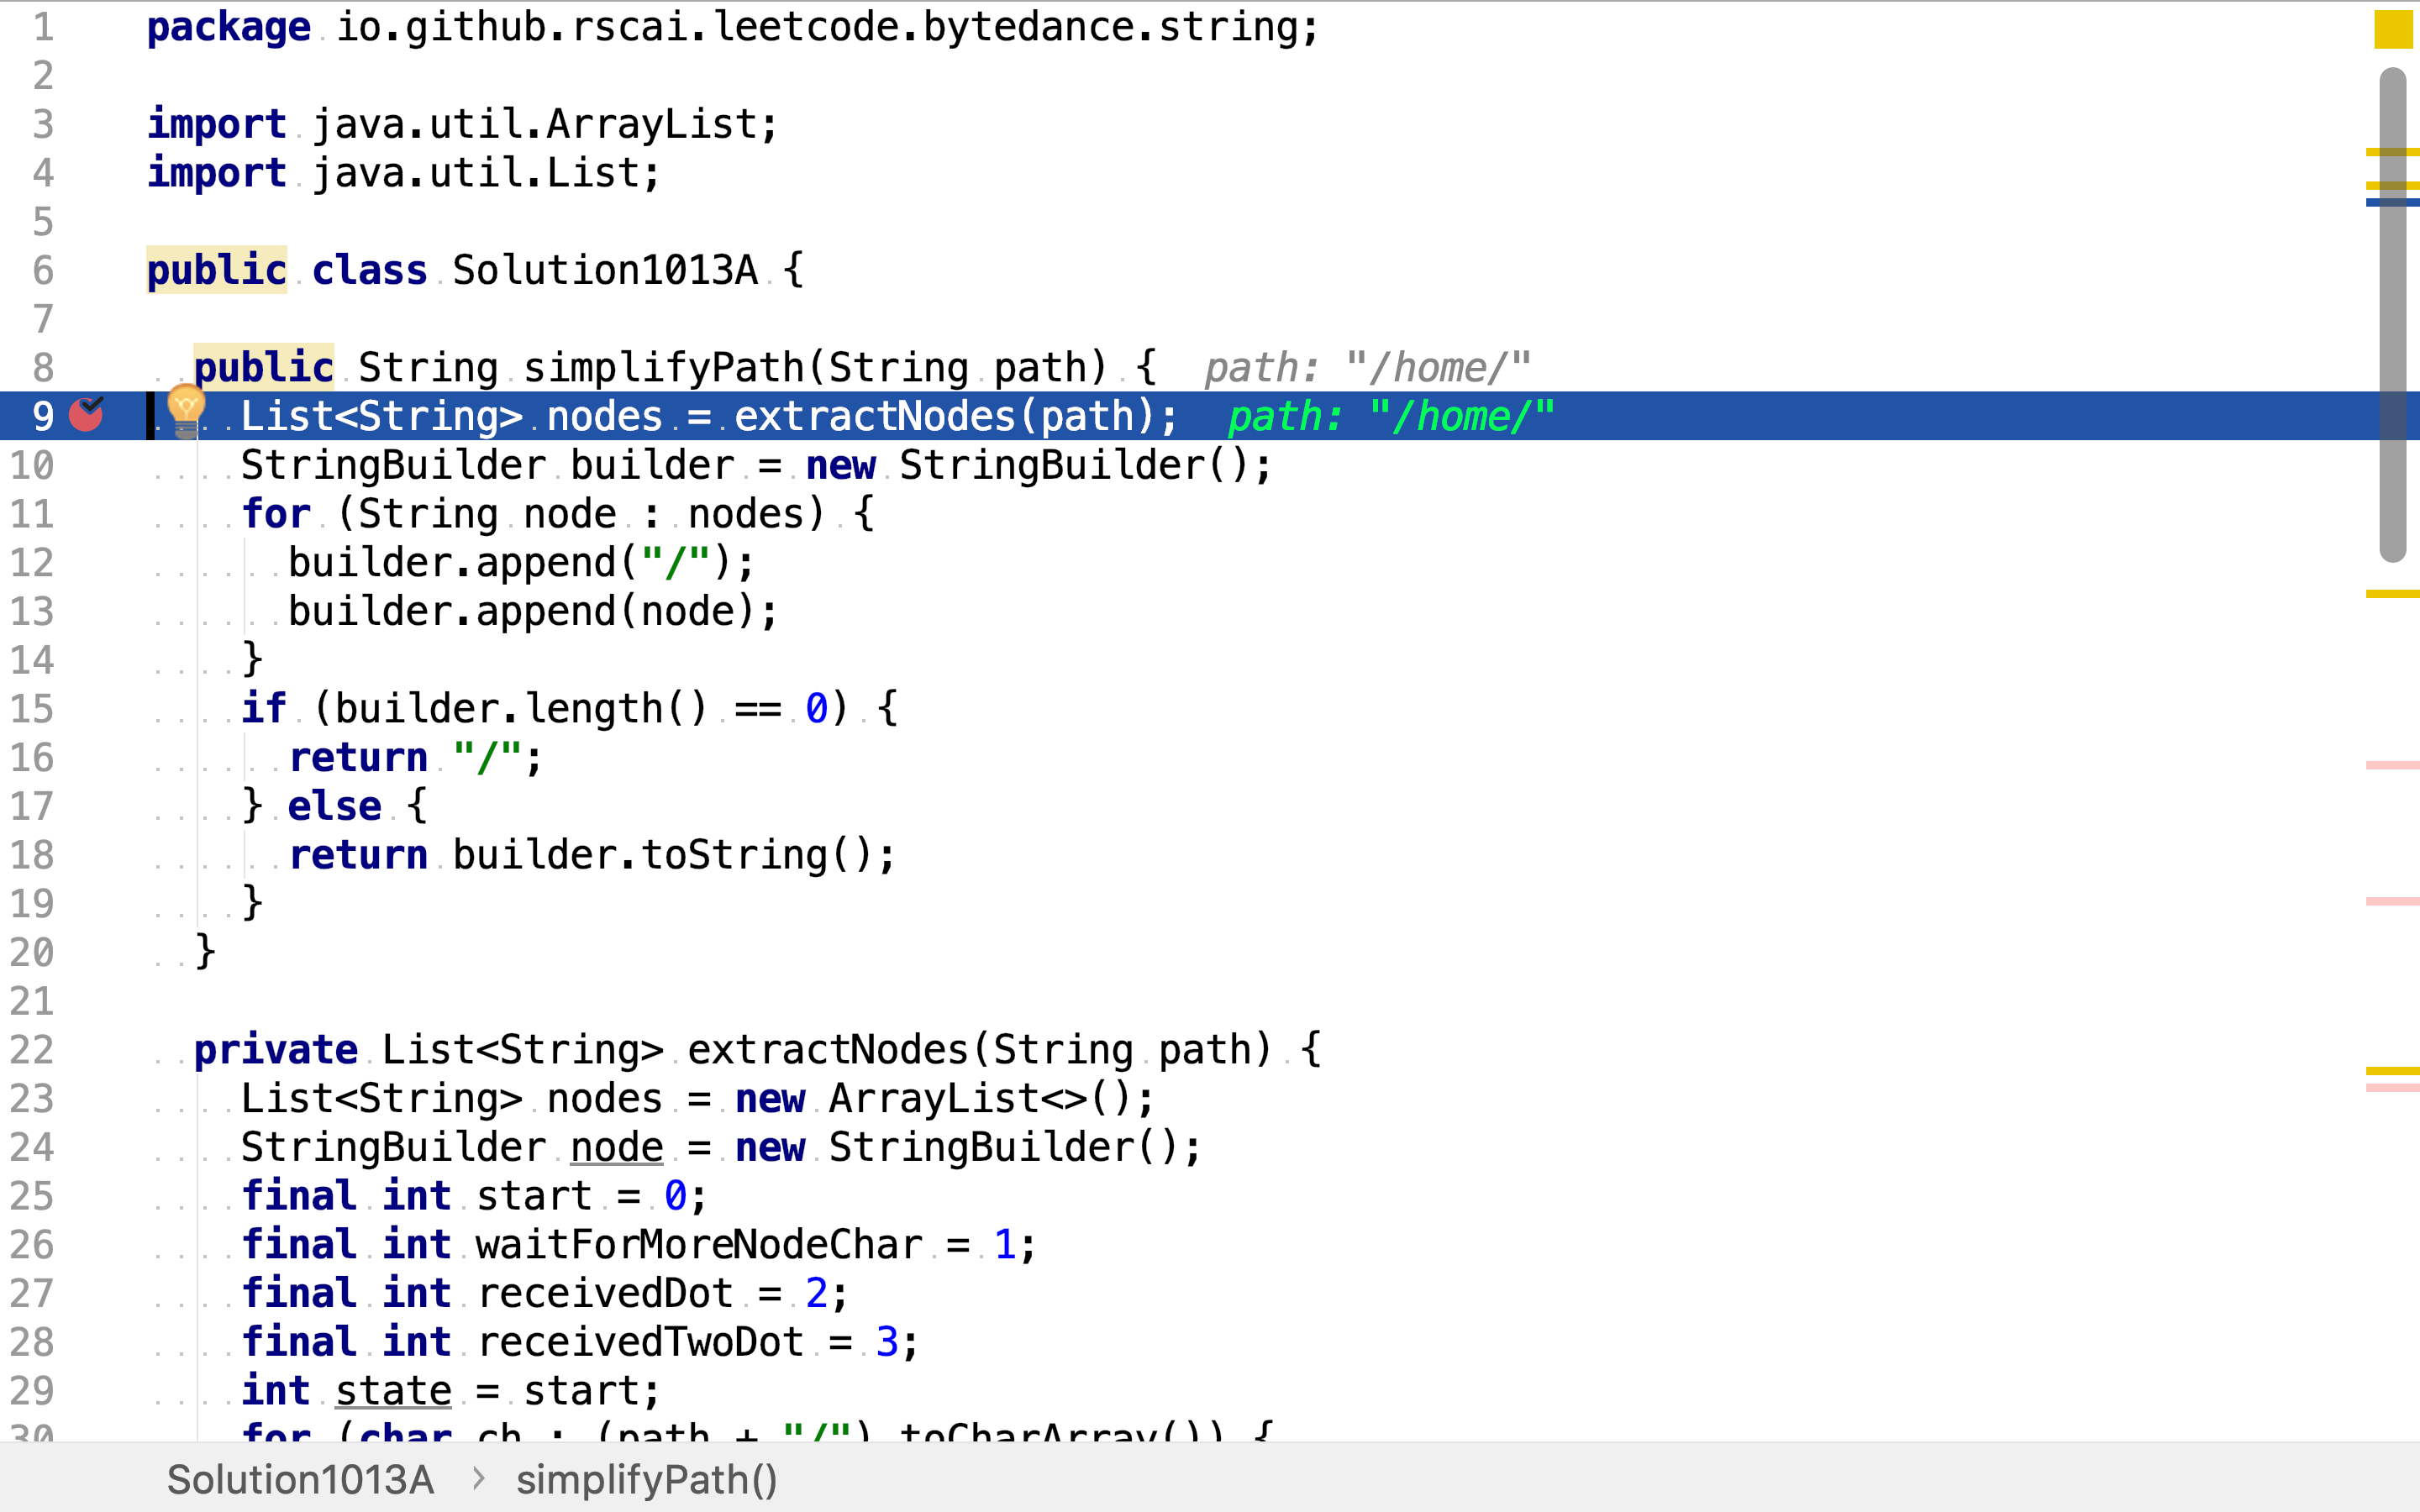 1 package io.github.rscai.leetcode.bytedance.string;
2
3 import java.util.ArrayList;
4 import java.util.List;
5
6 public class Solution1013A {
7
8 public String simplifyPath(String path) { path: "/home/"
9 List<String> nodes = extractNodes(path); path: "/home/"
10 StringBuilder builder = new StringBuilder();
11 for (String node : nodes) {
12 builder.append("/");
13 builder.append(node);
14 }
15 if (builder.length() == 0) {
16 return "/";
17 } else {
18 return builder.toString();
19 }
20 }
21
22 private List<String> extractNodes(String path) {
23 List<String> nodes = new ArrayList<>();
24 StringBuilder node = new StringBuilder();
25 final int start = 0;
26 final int waitForMoreNodeChar = 1;
27 final int receivedDot = 2;
28 final int receivedTwoDot = 3;
29 int state = start;
30 for (char ch : (path + "/").toCharArray()) {
Solution1013A > simplifyPath()